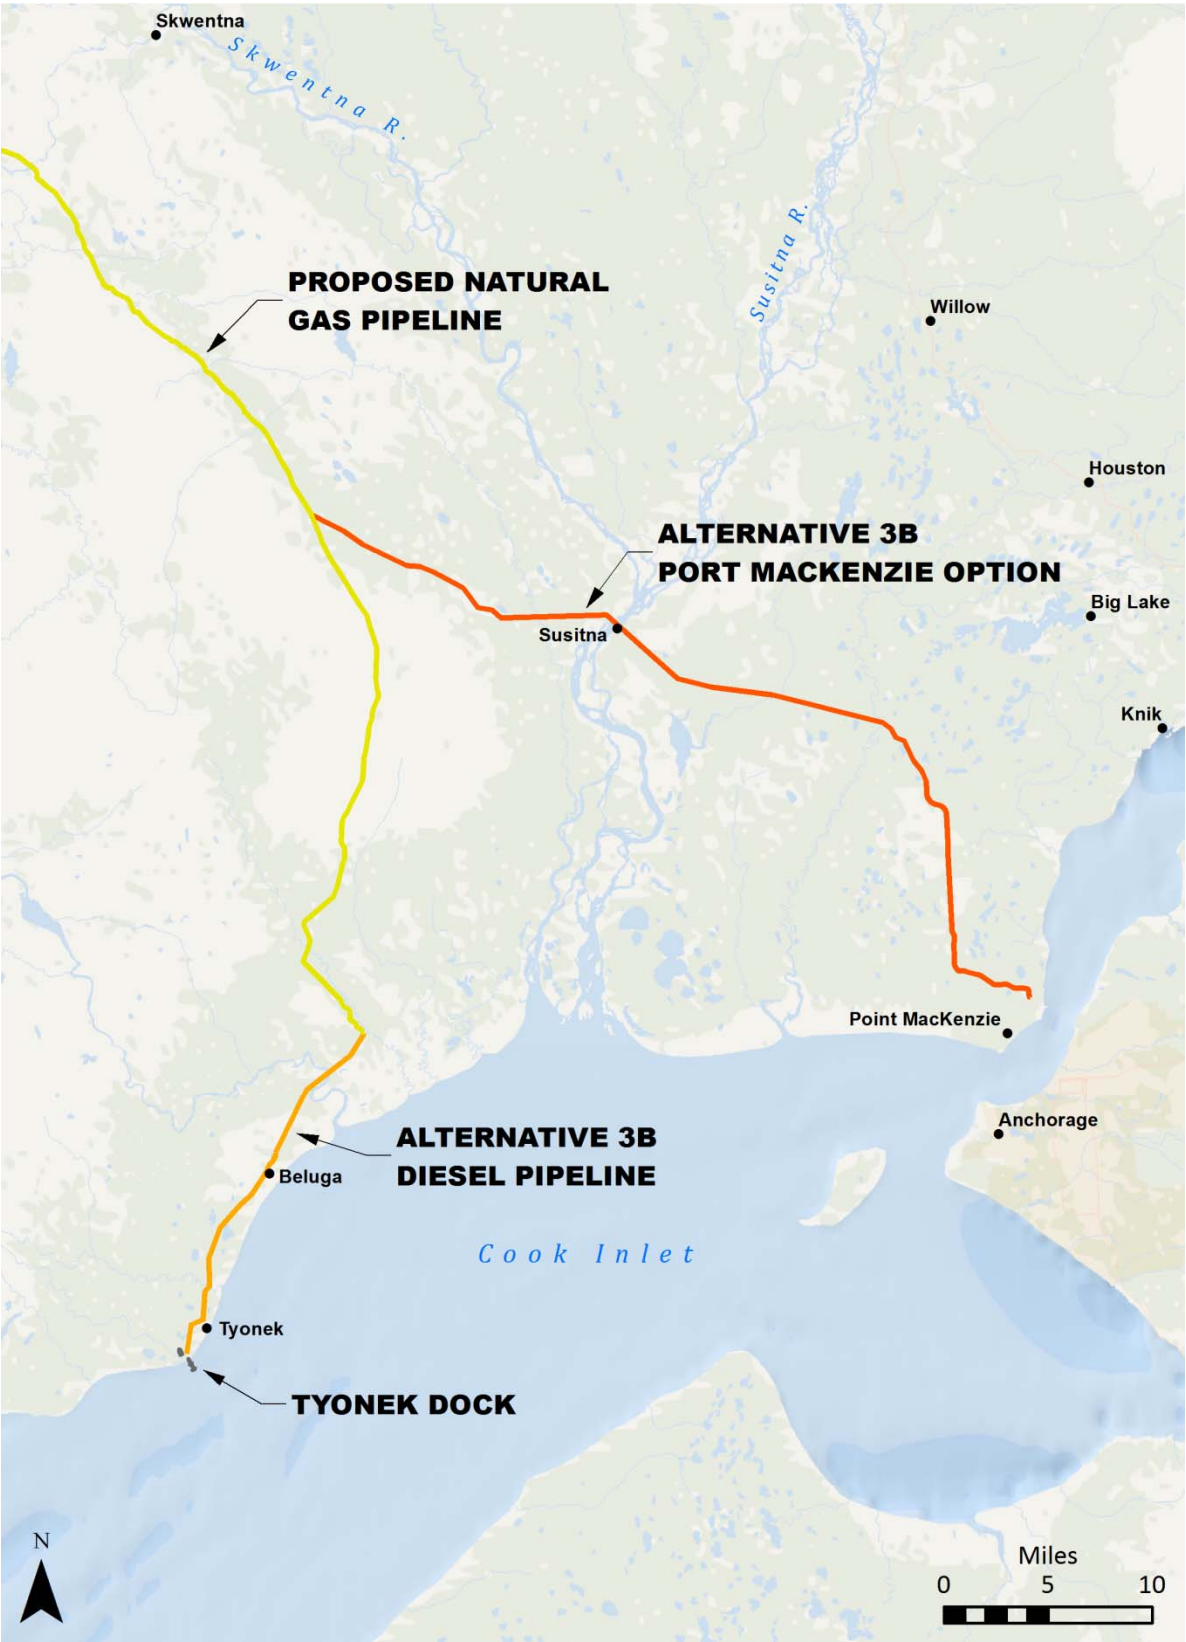 Skwentna
Skwentna R.
Susitna R.
PROPOSED NATURAL
GAS PIPELINE
Willow
Houston
ALTERNATIVE 3B
PORT MACKENZIE OPTION
Big Lake
Susitna
Knik
Point MacKenzie
Anchorage
ALTERNATIVE 3B
DIESEL PIPELINE
Beluga
Cook Inlet
Tyonek
TYONEK DOCK
N
Miles
0 5 10